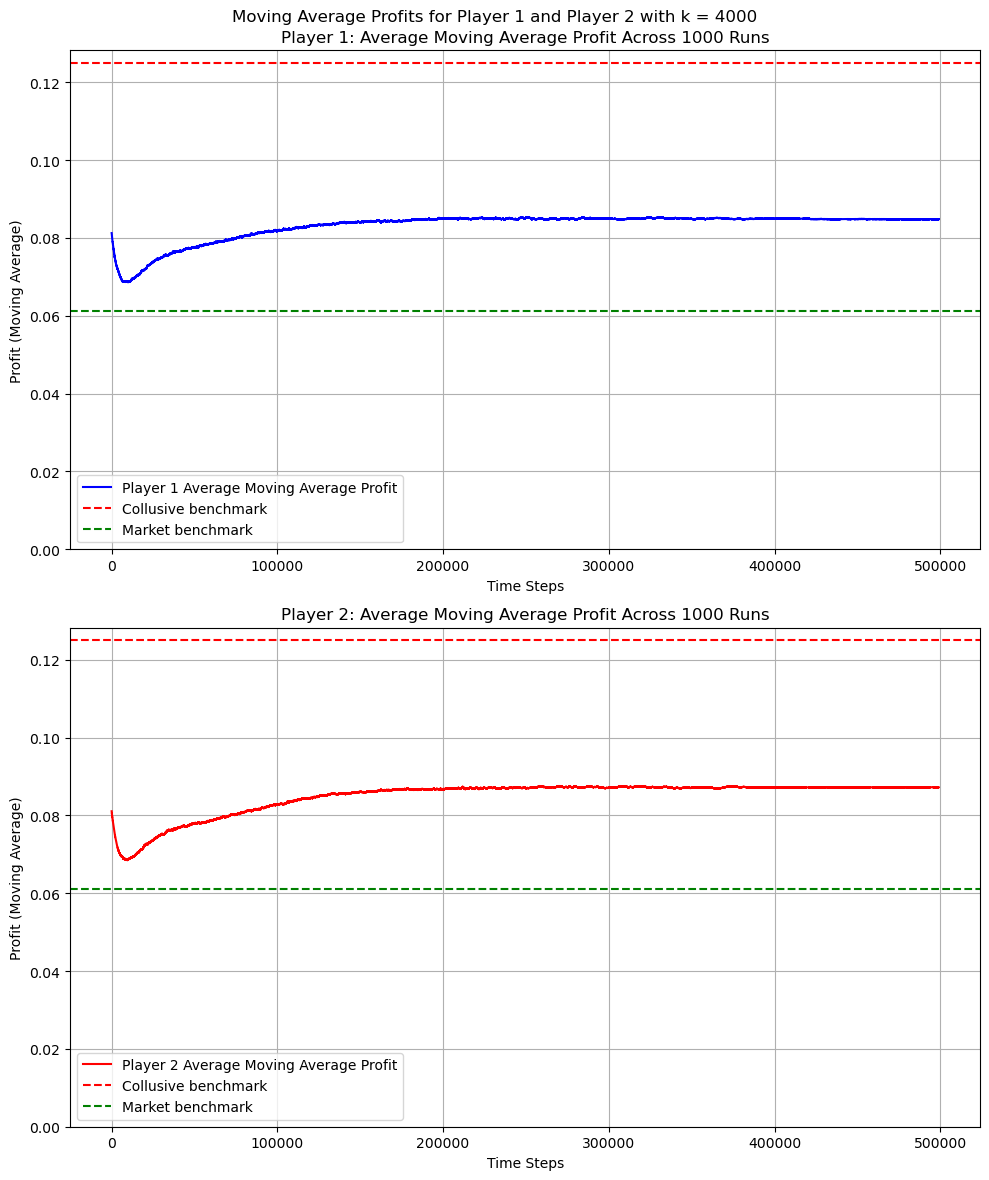 Moving Average Profits for Player 1 and Player 2 with k = 4000
Player 1: Average Moving Average Profit Across 1000 Runs
0.12
0.10
0.08
0.06
0.04
0.02
0.00
Profit (Moving Average)
Player 1 Average Moving Average Profit
Collusive benchmark
Market benchmark
0
100000
200000
300000
400000
500000
Time Steps
Player 2: Average Moving Average Profit Across 1000 Runs
0.12
0.10
0.08
0.06
0.04
0.02
0.00
Profit (Moving Average)
Player 2 Average Moving Average Profit
Collusive benchmark
Market benchmark
0
100000
200000
300000
400000
500000
Time Steps